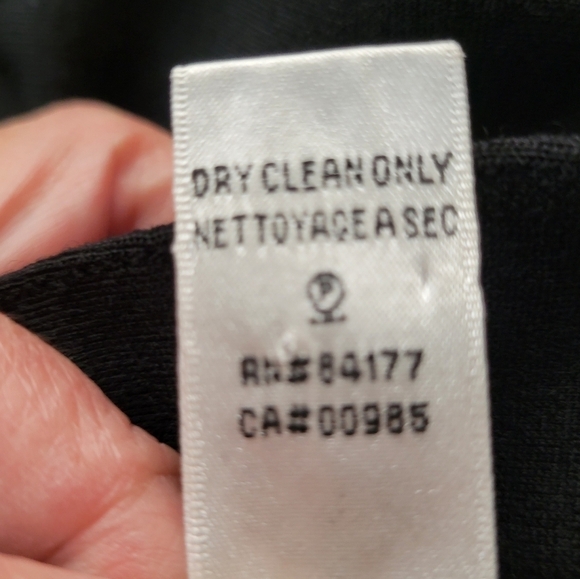 DRY CLEAN ONLY
NETTOYAGE A SEC
P
RN#84177
CA#00985